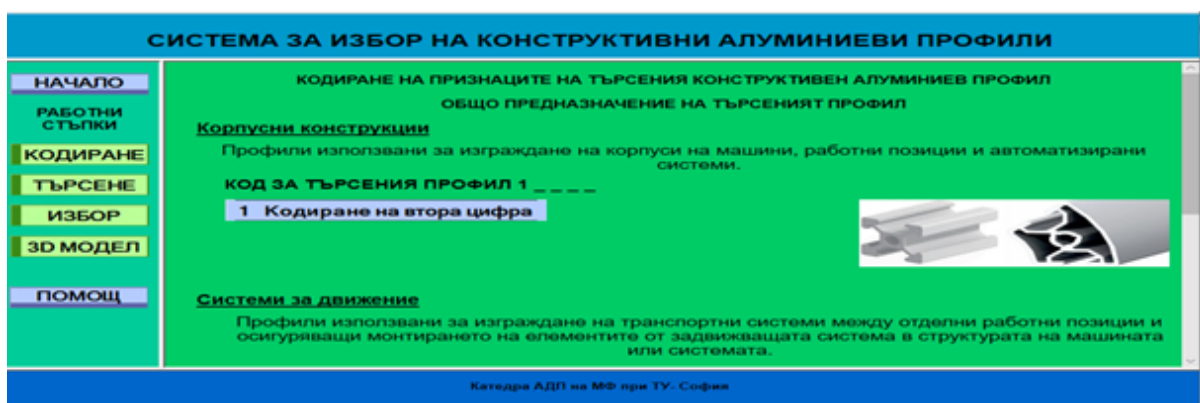 СИСТЕМА ЗА ИЗБОР НА КОНСТРУКТИВНИ АЛУМИНИЕВИ ПРОФИЛИ
НАЧАЛО
РАБОТНИ
СТЪПКИ
КОДИРАНЕ
ТЪРСЕНЕ
ИЗБОР
3D МОДЕЛ
ПОМОЩ
КОДИРАНЕ НА ПРИЗНАЦИТЕ НА ТЪРСЕНИЯ КОНСТРУКТИВЕН АЛУМИНИЕВ ПРОФИЛ
ОБЩО ПРЕДНАЗНАЧЕНИЕ НА ТЪРСЕНИЯТ ПРОФИЛ
Корпусни конструкции
Профили използвани за изграждане на корпуси на машини, работни позиции и автоматизирани
системи.
КОД ЗА ТЪРСЕНИЯ ПРОФИЛ 1 _ _ _ _
1 Кодиране на втора цифра
Системи за движение
Профили използвани за изграждане на транспортни системи между отделни работни позиции и
осигуряващи монтирането на елементите от задвижващата система в структурата на машината
или системата.
Катедра АДП на МФ при ТУ- София